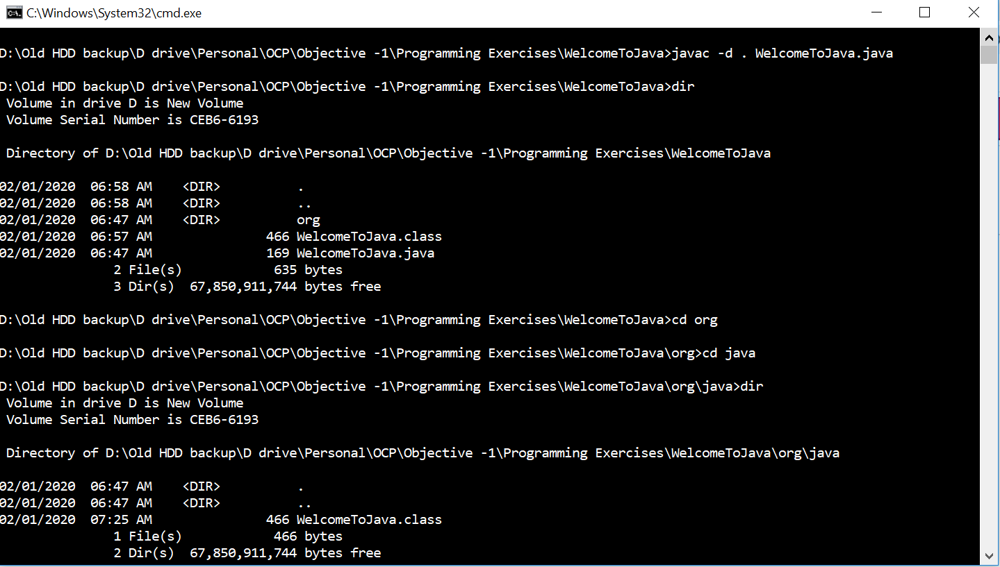 C:\Windows\System32\cmd.exe
D:\Old HDD backup\D drive\Personal\OCP\Objective -1\Programming Exercises\WelcomeToJava>javac -d . WelcomeToJava.java
D:\Old HDD backup\D drive\Personal\OCP\Objective -1\Programming Exercises\WelcomeToJava>dir
Volume in drive D is New Volume
Volume Serial Number is CEB6-6193
Directory of D:\Old HDD backup\D drive\Personal\OCP\Objective -1\Programming Exercises\WelcomeToJava
02/01/2020  06:58 AM    <DIR>          .
02/01/2020  06:58 AM    <DIR>          ..
02/01/2020  06:47 AM    <DIR>          org
02/01/2020  06:57 AM               466 WelcomeToJava.class
02/01/2020  06:47 AM               169 WelcomeToJava.java
2 File(s)            635 bytes
3 Dir(s)  67,850,911,744 bytes free
D:\Old HDD backup\D drive\Personal\OCP\Objective -1\Programming Exercises\WelcomeToJava>cd org
D:\Old HDD backup\D drive\Personal\OCP\Objective -1\Programming Exercises\WelcomeToJava\org>cd java
D:\Old HDD backup\D drive\Personal\OCP\Objective -1\Programming Exercises\WelcomeToJava\org\java>dir
Volume in drive D is New Volume
Volume Serial Number is CEB6-6193
Directory of D:\Old HDD backup\D drive\Personal\OCP\Objective -1\Programming Exercises\WelcomeToJava\org\java
02/01/2020  06:47 AM    <DIR>          .
02/01/2020  06:47 AM    <DIR>          ..
02/01/2020  07:25 AM               466 WelcomeToJava.class
1 File(s)            466 bytes
2 Dir(s)  67,850,911,744 bytes free